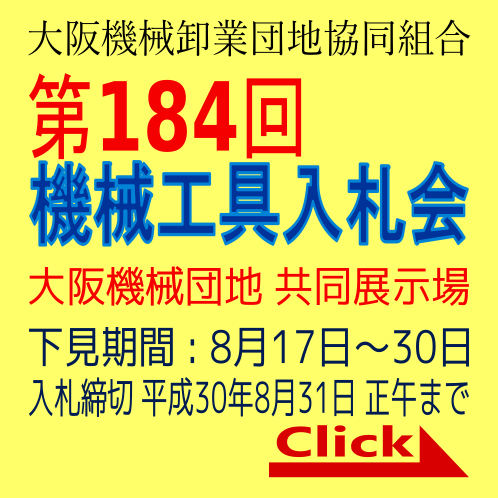 大阪機械卸業団地協同組合
第184回
機械工具入札会
大阪機械団地 共同展示場
下見期間：8月17日～30日
入札締切 平成30年8月31日 正午まで
Click